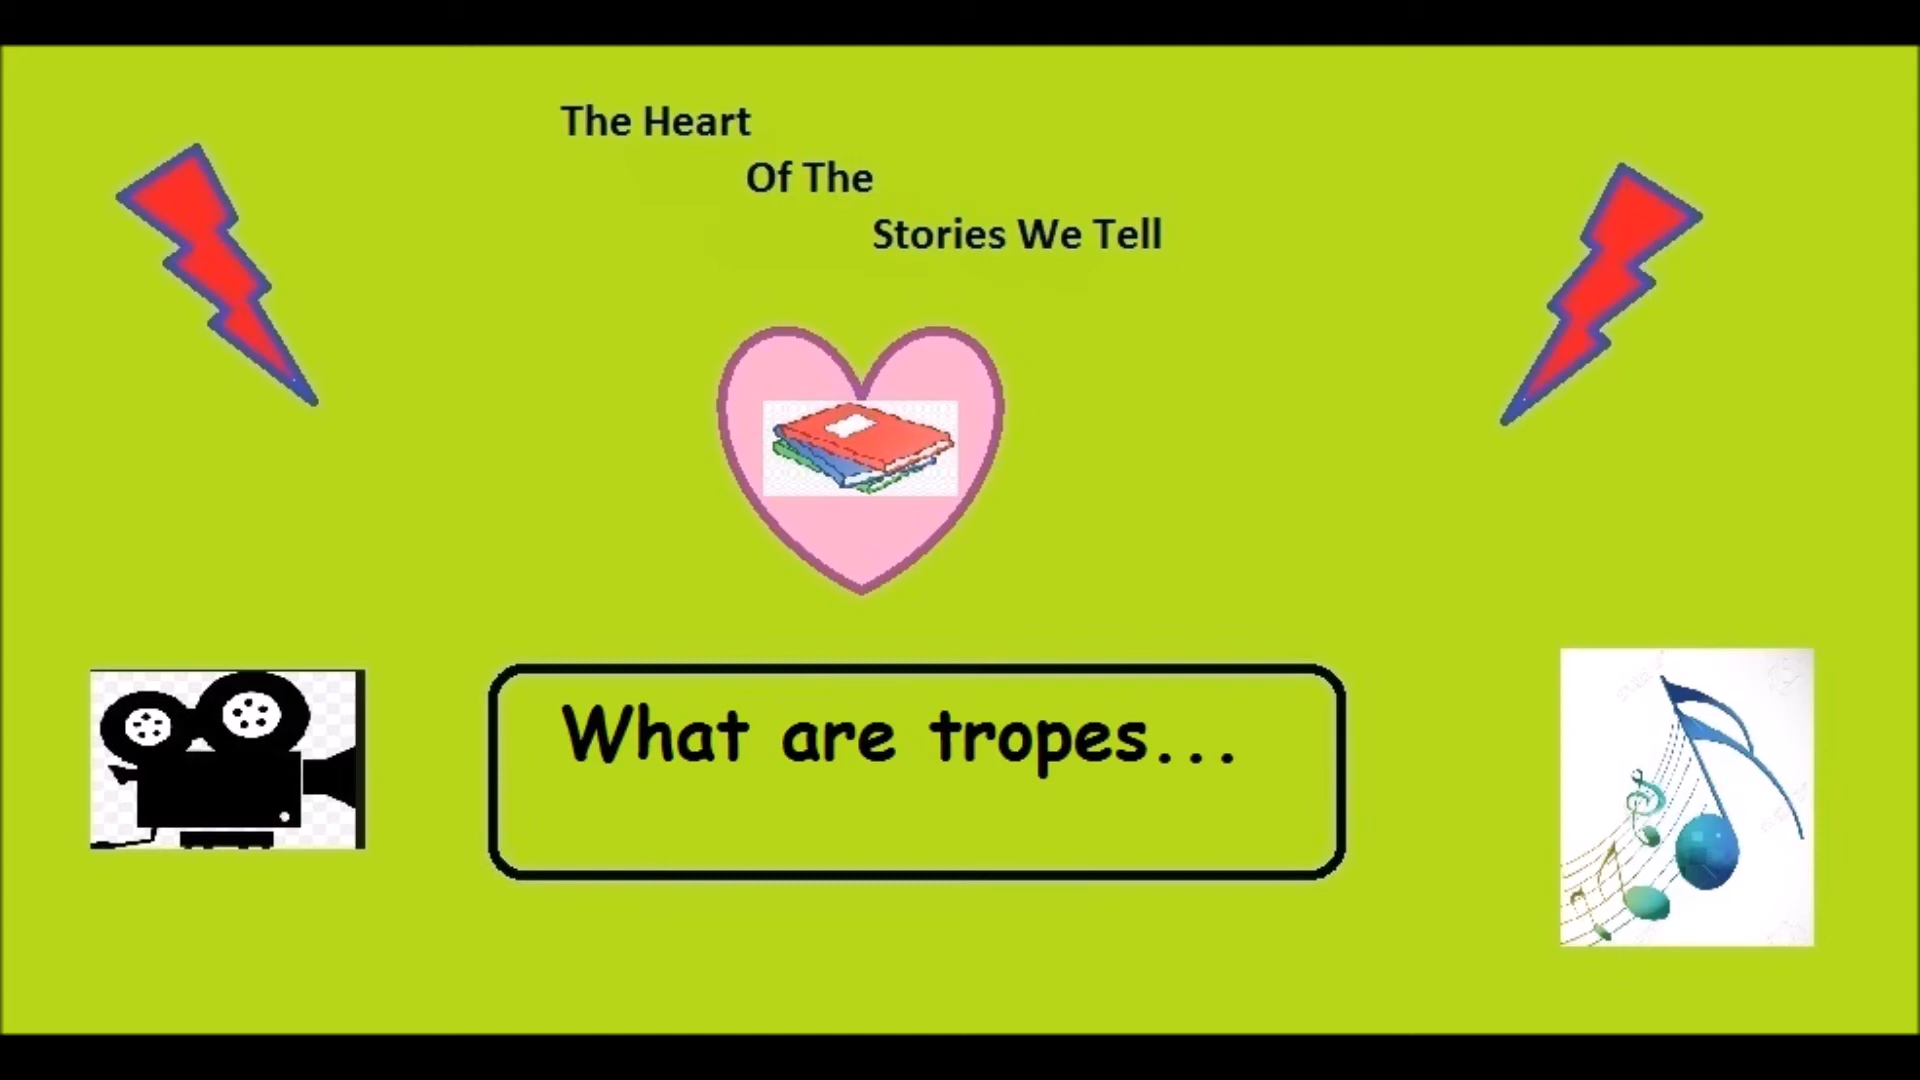 The Heart
Of The
Stories We Tell
What are tropes...